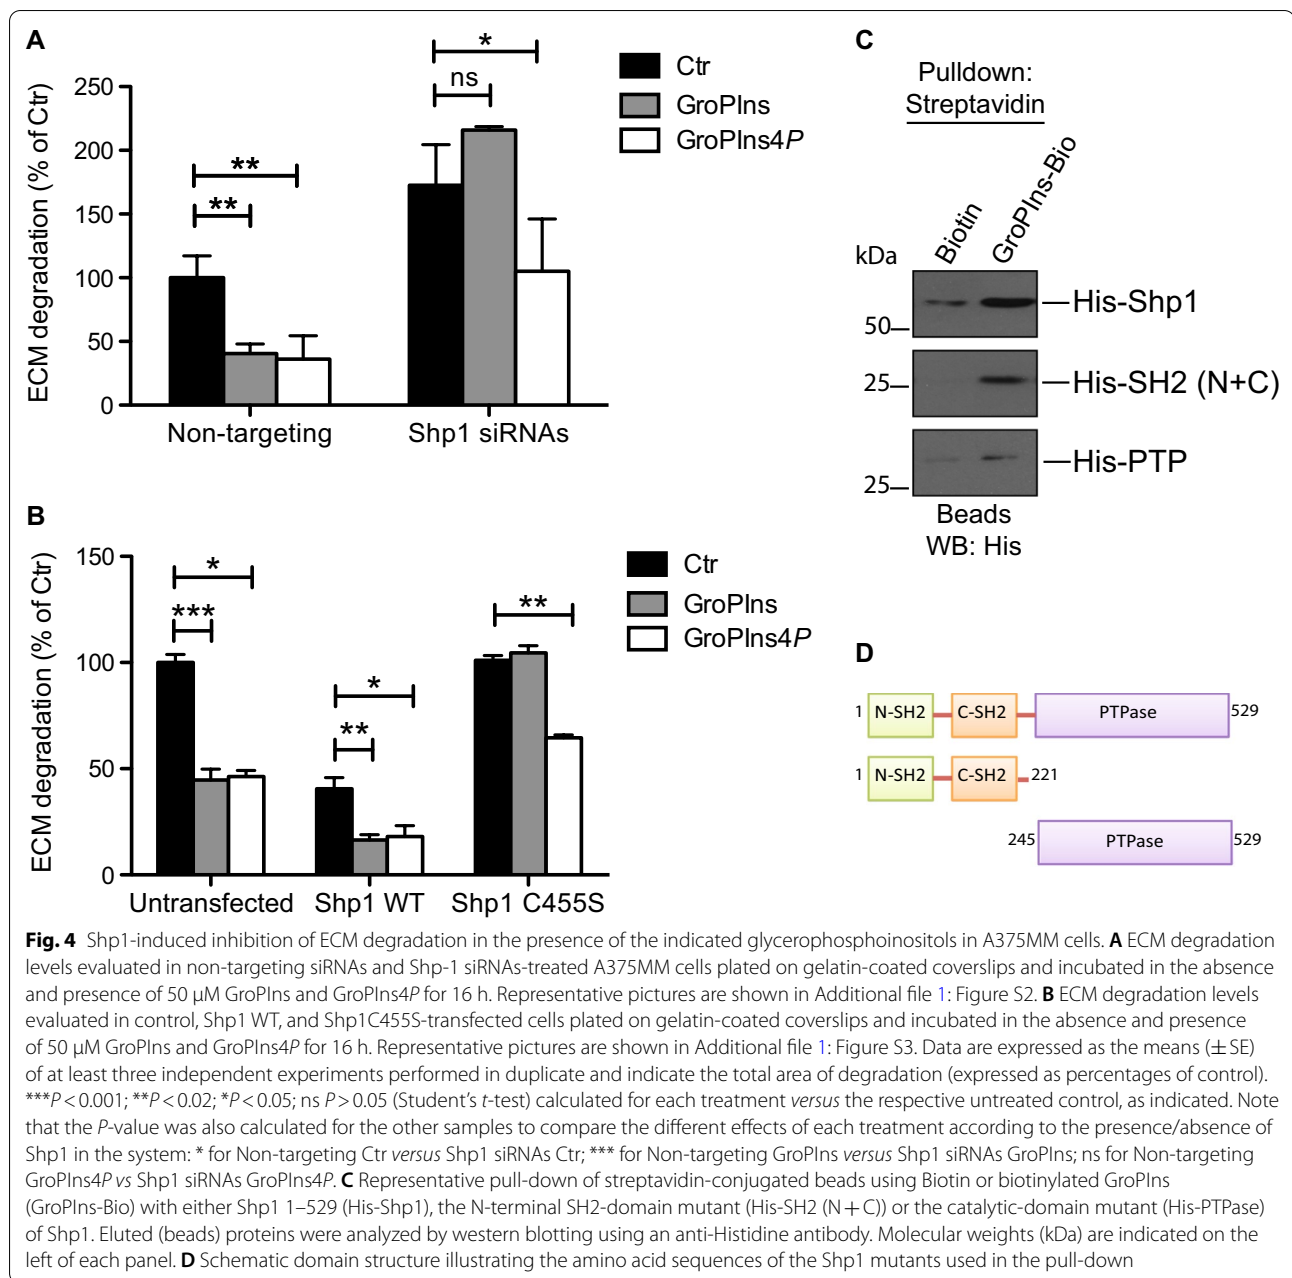 A
ECM degradation (% of Ctr)
250
200
150
100
50
0
**
**
ns
*
Non-targeting
Shp1 siRNAs
Ctr
GroPIns
GroPIns4P
B
ECM degradation (% of Ctr)
150
100
50
0
***
*
**
*
**
Untransfected
Shp1 WT
Shp1 C455S
Ctr
GroPIns
GroPIns4P
C
Pulldown:
Streptavidin
kDa
Biotin
GroPIns-Bio
50
His-Shp1
25
His-SH2 (N+C)
25
His-PTP
Beads
WB: His
D
1 N-SH2 C-SH2 PTPase 529
1 N-SH2 C-SH2 221
245 PTPase 529
Fig. 4 Shp1-induced inhibition of ECM degradation in the presence of the indicated glycerophosphoinositols in A375MM cells. A ECM degradation
levels evaluated in non-targeting siRNAs and Shp-1 siRNAs-treated A375MM cells plated on gelatin-coated coverslips and incubated in the absence
and presence of 50 µM GroPIns and GroPIns4P for 16 h. Representative pictures are shown in Additional file 1: Figure S2. B ECM degradation levels
evaluated in control, Shp1 WT, and Shp1C455S-transfected cells plated on gelatin-coated coverslips and incubated in the absence and presence
of 50 µM GroPIns and GroPIns4P for 16 h. Representative pictures are shown in Additional file 1: Figure S3. Data are expressed as the means (± SE)
of at least three independent experiments performed in duplicate and indicate the total area of degradation (expressed as percentages of control).
***P < 0.001; **P < 0.02; *P < 0.05; ns P > 0.05 (Student's t-test) calculated for each treatment versus the respective untreated control, as indicated. Note
that the P-value was also calculated for the other samples to compare the different effects of each treatment according to the presence/absence of
Shp1 in the system: * for Non-targeting Ctr versus Shp1 siRNAs Ctr; *** for Non-targeting GroPIns versus Shp1 siRNAs GroPIns; ns for Non-targeting
GroPIns4P vs Shp1 siRNAs GroPIns4P. C Representative pull-down of streptavidin-conjugated beads using Biotin or biotinylated GroPIns
(GroPIns-Bio) with either Shp1 1–529 (His-Shp1), the N-terminal SH2-domain mutant (His-SH2 (N + C)) or the catalytic-domain mutant (His-PTPase)
of Shp1. Eluted (beads) proteins were analyzed by western blotting using an anti-Histidine antibody. Molecular weights (kDa) are indicated on the
left of each panel. D Schematic domain structure illustrating the amino acid sequences of the Shp1 mutants used in the pull-down